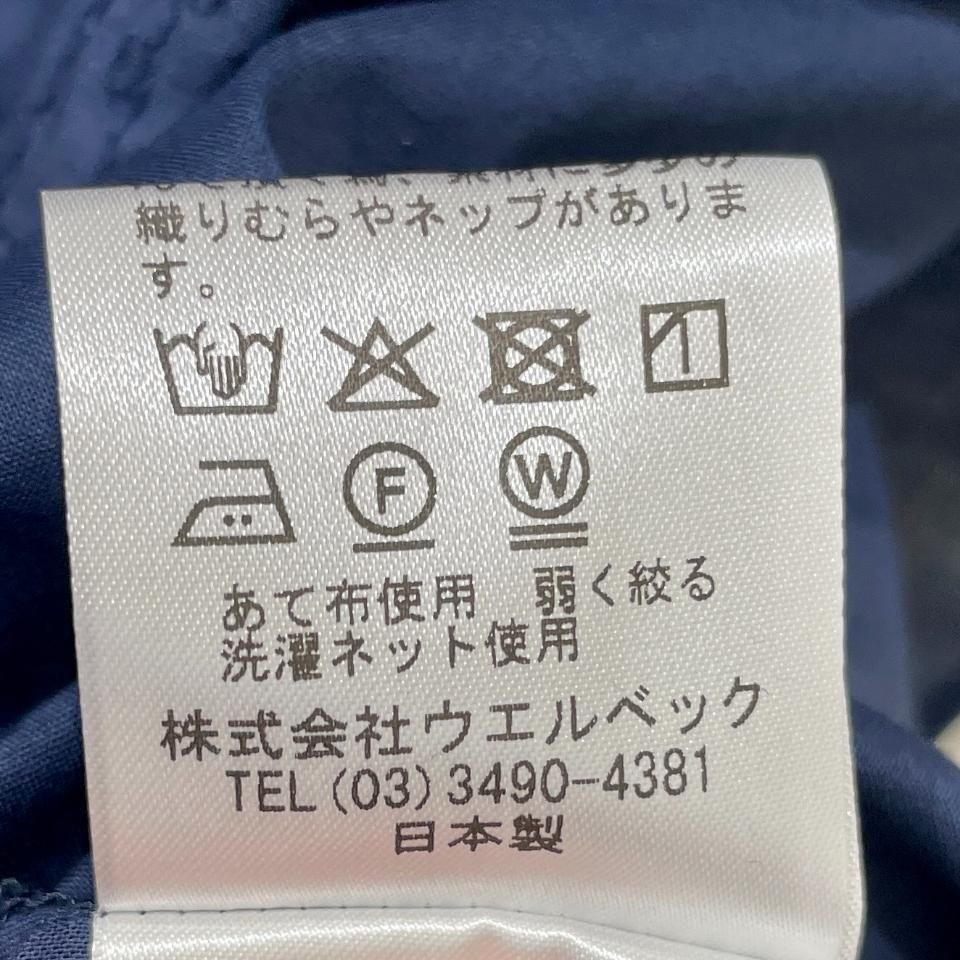 織りむらやネップがありま
す。
F
W
あて布使用 弱く絞る
洗濯ネット使用
株式会社ウエルベック
TEL(03)3490-4381
日本製